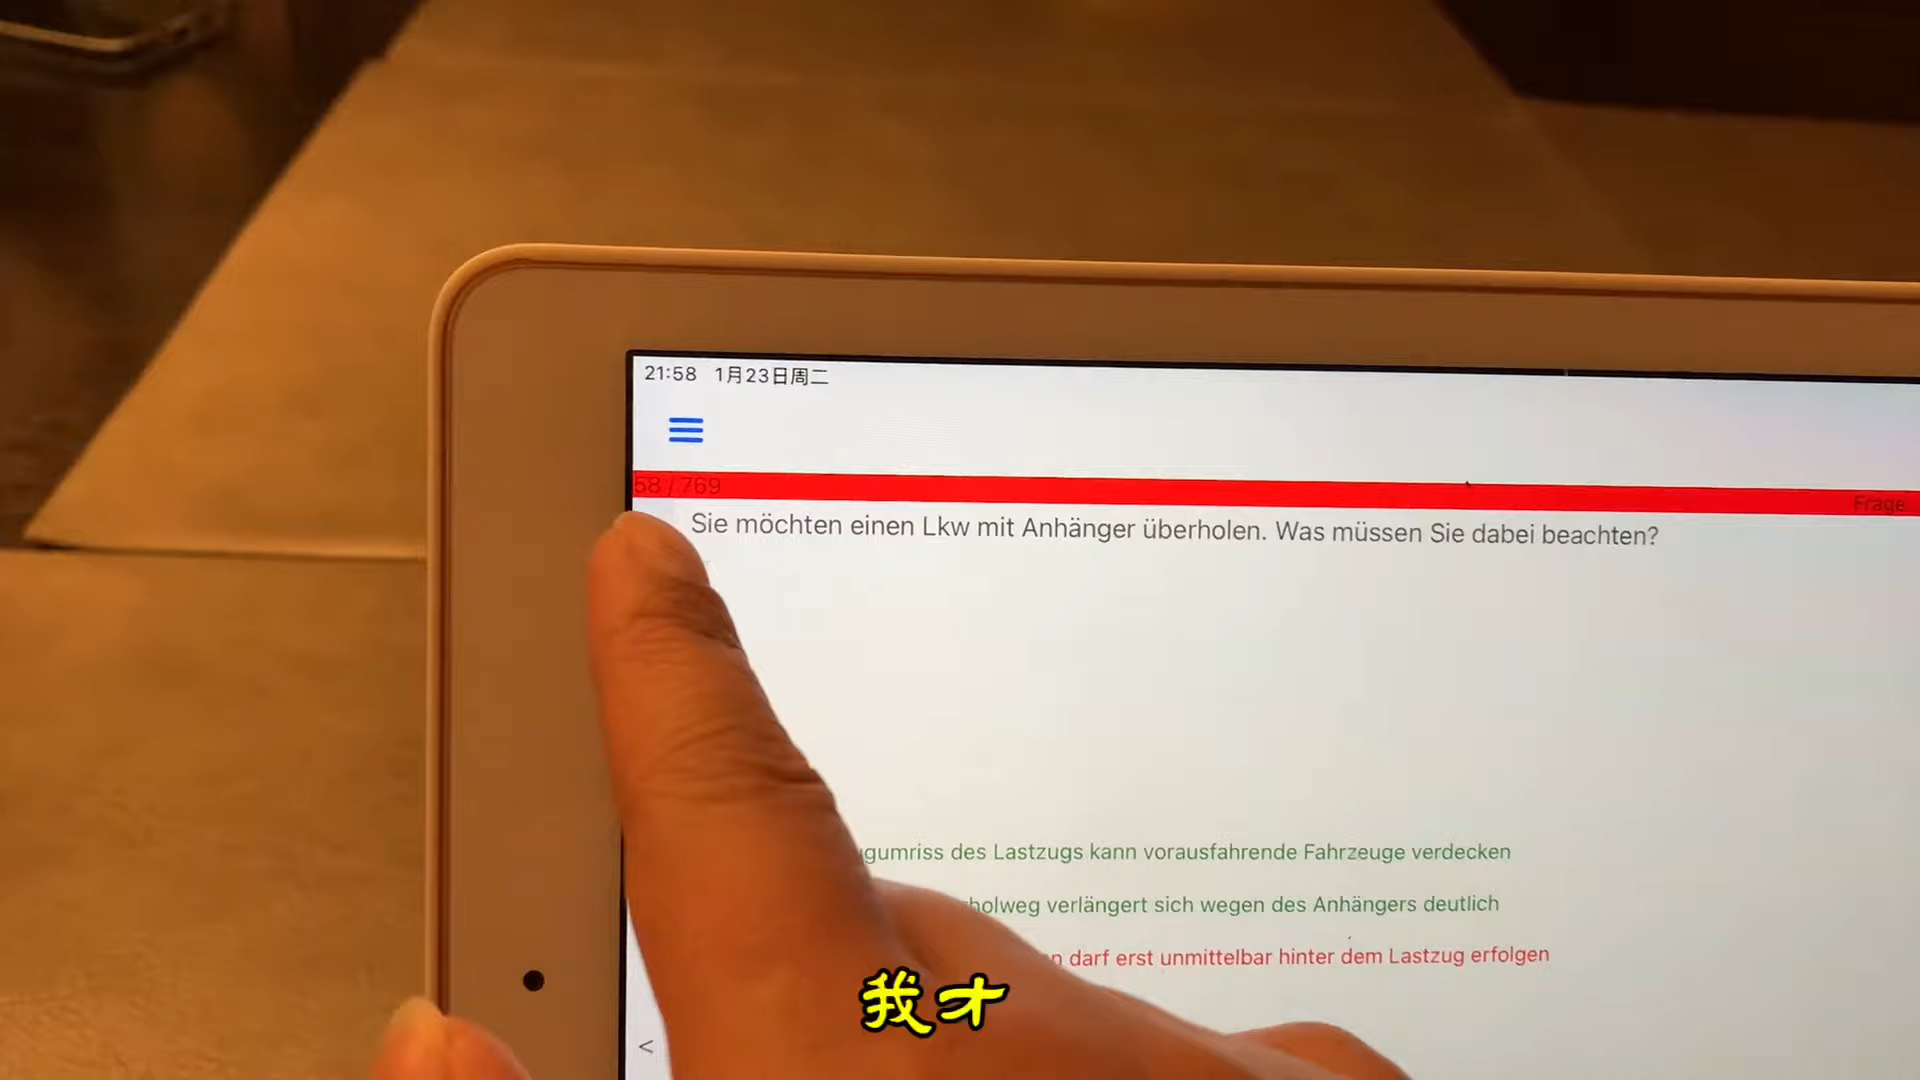 21:58 1月23日周二
58 / 769
Frage
Sie möchten einen Lkw mit Anhänger überholen. Was müssen Sie dabei beachten?
des Lastzugs kann vorausfahrende Fahrzeuge verdecken
verlängert sich wegen des Anhängers deutlich
darf erst unmittelbar hinter dem Lastzug erfolgen
我才
<